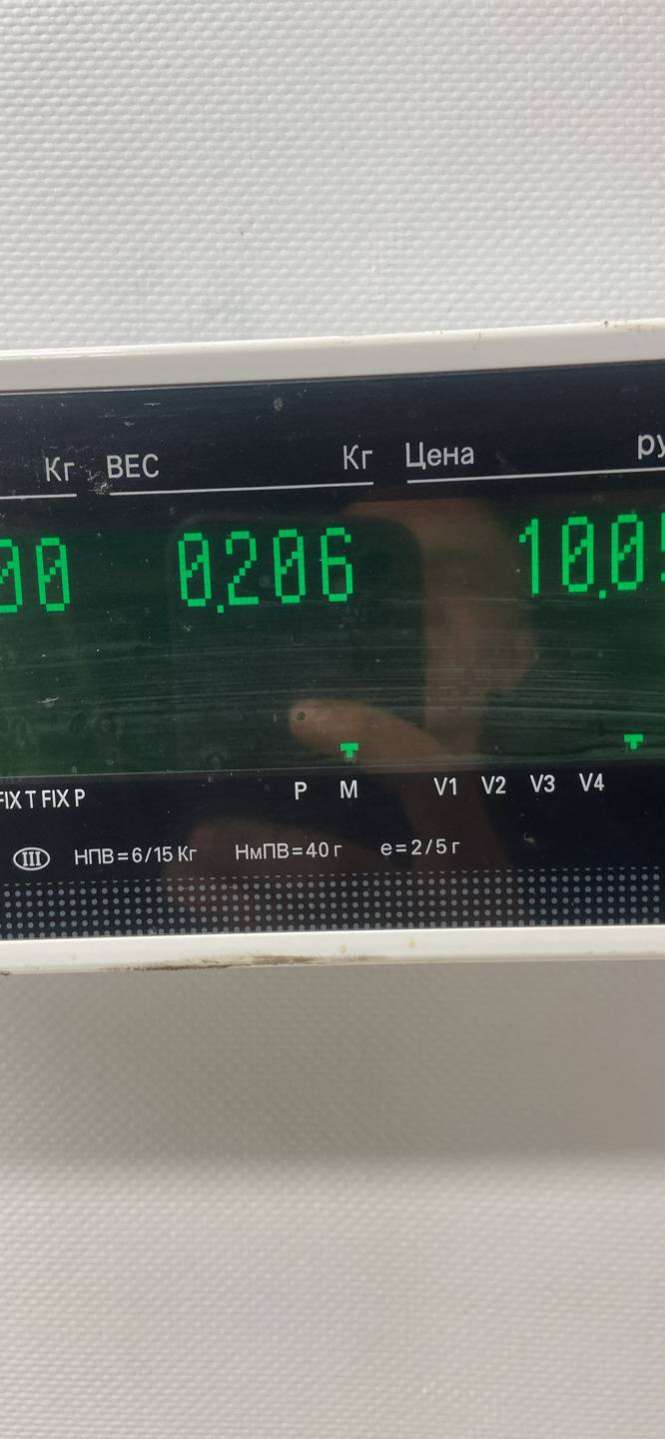 Кг ВЕС Кг Цена ру
00 0.206 10.0
FIX T FIX P P M V1 V2 V3 V4
III НПВ=6/15 Кг НмПВ=40 г e=2/5 г